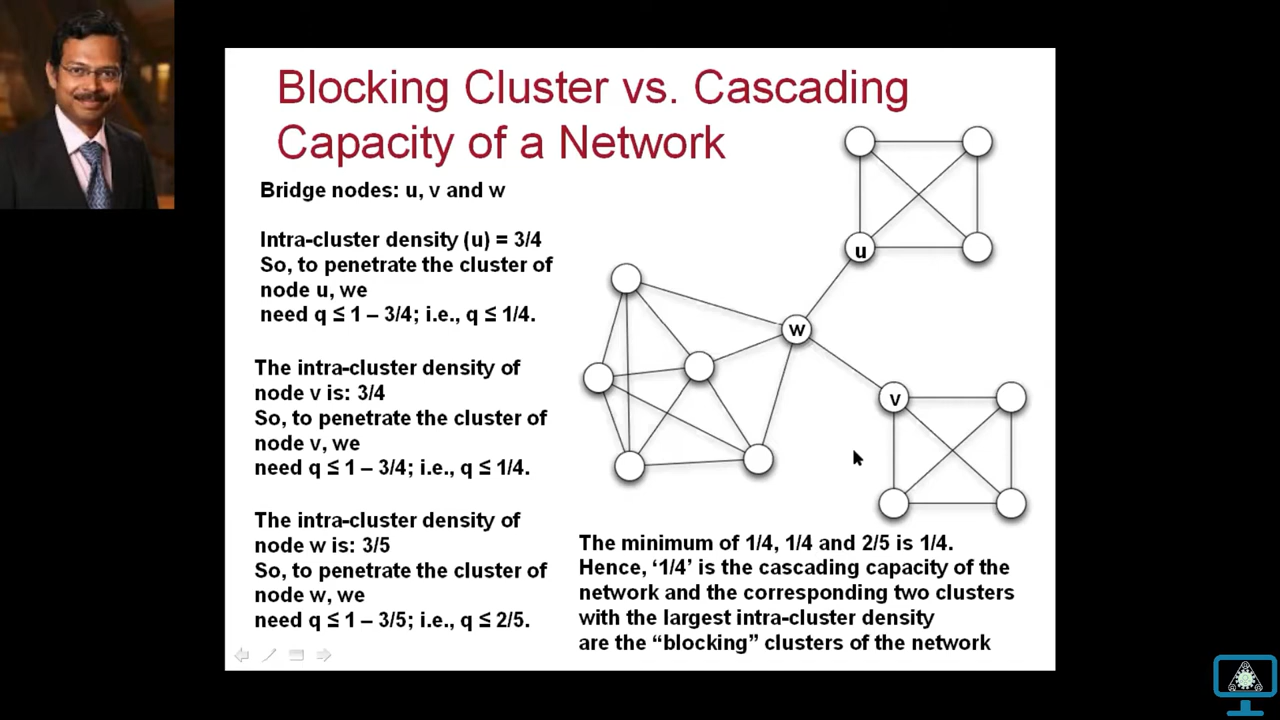 Blocking Cluster vs. Cascading
Capacity of a Network
Bridge nodes: u, v and w
Intra-cluster density (u) = 3/4
So, to penetrate the cluster of
node u, we
need q ≤ 1 – 3/4; i.e., q ≤ 1/4.
The intra-cluster density of
node v is: 3/4
So, to penetrate the cluster of
node v, we
need q ≤ 1 – 3/4; i.e., q ≤ 1/4.
The intra-cluster density of
node w is: 3/5
So, to penetrate the cluster of
node w, we
need q ≤ 1 – 3/5; i.e., q ≤ 2/5.
u
w
v
The minimum of 1/4, 1/4 and 2/5 is 1/4.
Hence, ‘1/4’ is the cascading capacity of the
network and the corresponding two clusters
with the largest intra-cluster density
are the “blocking” clusters of the network